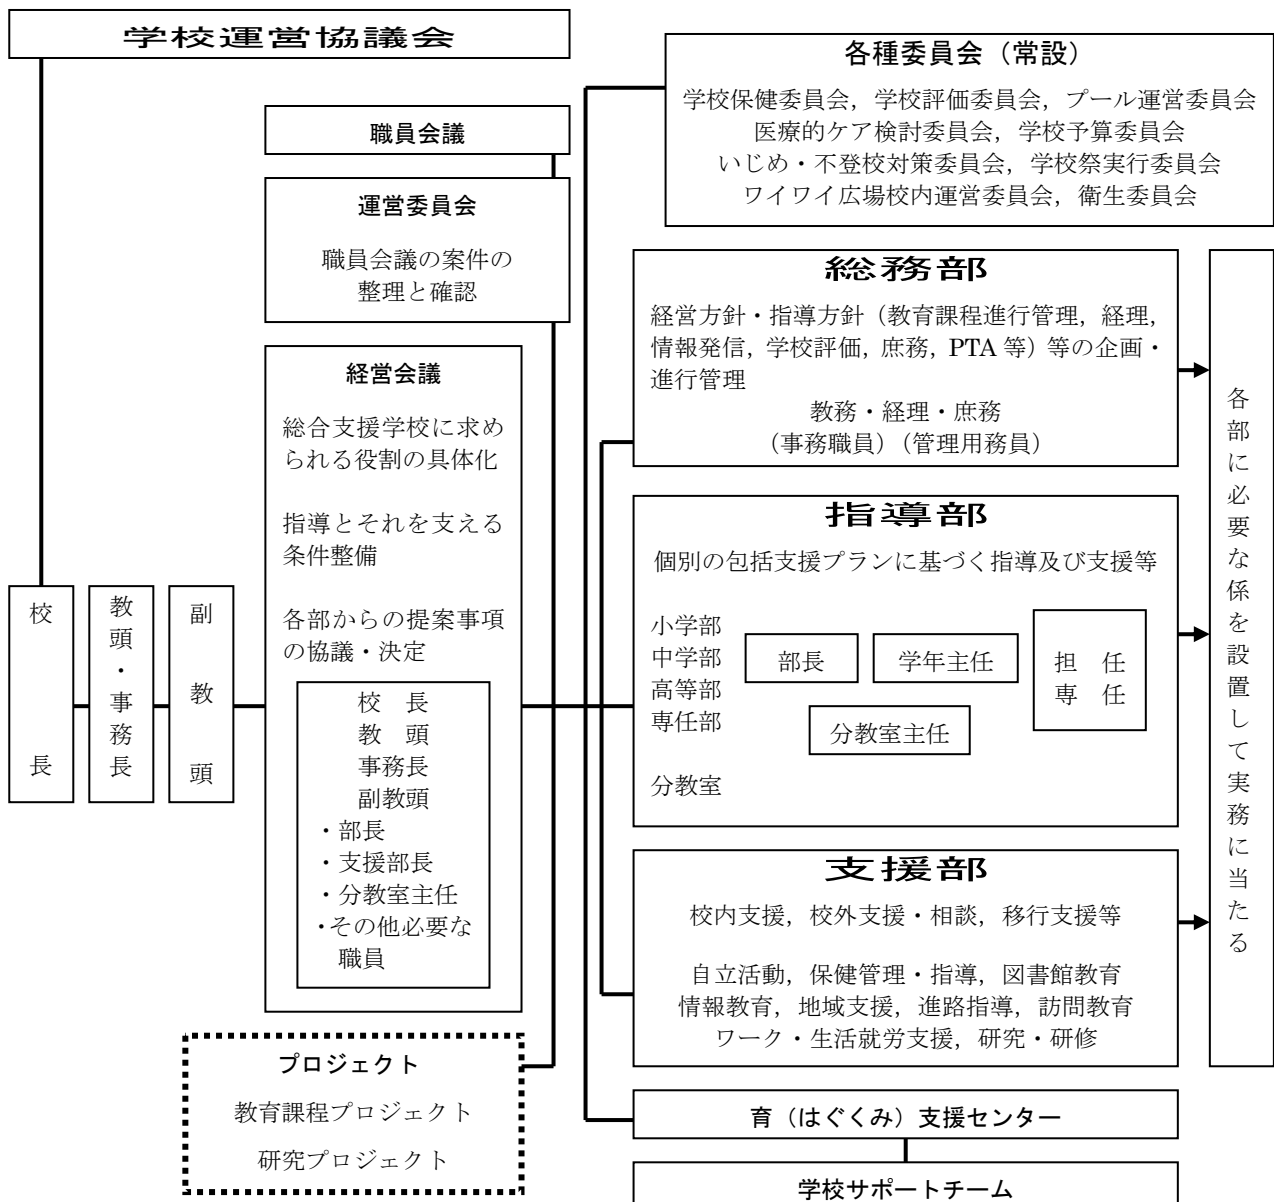 学校運営協議会
職員会議
運営委員会
職員会議の案件の
整理と確認
経営会議
総合支援学校に求め
られる役割の具体化
指導とそれを支える
条件整備
各部からの提案事項
の協議・決定
校　長
教　頭
事務長
副教頭
・部長
・支援部長
・分教室主任
・その他必要な
職員
校長
教頭・事務長
副教頭
プロジェクト
教育課程プロジェクト
研究プロジェクト
各種委員会（常設）
学校保健委員会，学校評価委員会，プール運営委員会
医療的ケア検討委員会，学校予算委員会
いじめ・不登校対策委員会，学校祭実行委員会
ワイワイ広場校内運営委員会，衛生委員会
総務部
経営方針・指導方針（教育課程進行管理，経理，
情報発信，学校評価，庶務，PTA 等）等の企画・
進行管理
教務・経理・庶務
（事務職員）（管理用務員）
指導部
個別の包括支援プランに基づく指導及び支援等
小学部
中学部
高等部
専任部
分教室
部長
学年主任
分教室主任
担　任
専　任
支援部
校内支援，校外支援・相談，移行支援等
自立活動，保健管理・指導，図書館教育
情報教育，地域支援，進路指導，訪問教育
ワーク・生活就労支援，研究・研修
各部に必要な係を設置して実務に当たる
育（はぐくみ）支援センター
学校サポートチーム